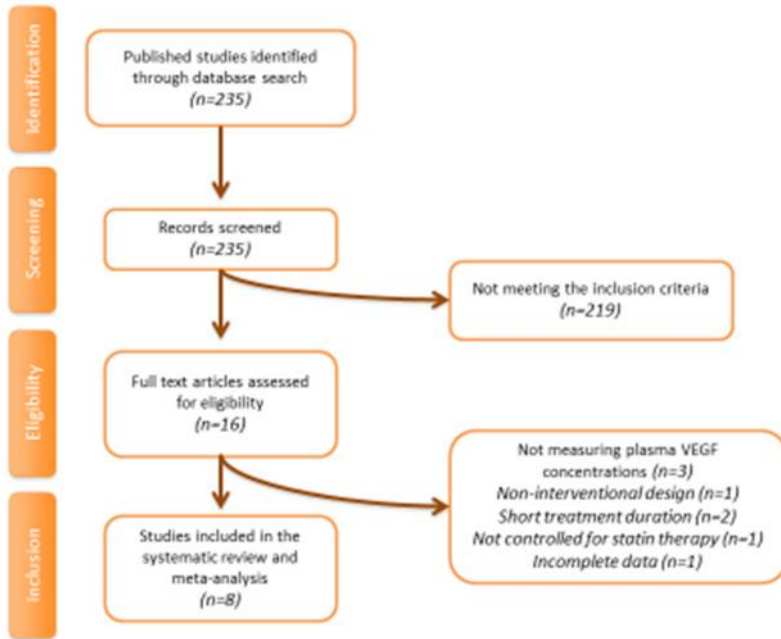 Identification
Published studies identified
through database search
(n=235)
Screening
Records screened
(n=235)
Not meeting the inclusion criteria
(n=219)
Eligibility
Full text articles assessed
for eligibility
(n=16)
Not measuring plasma VEGF
concentrations (n=3)
Non-interventional design (n=1)
Short treatment duration (n=2)
Not controlled for statin therapy (n=1)
Incomplete data (n=1)
Inclusion
Studies included in the
systematic review and
meta-analysis
(n=8)